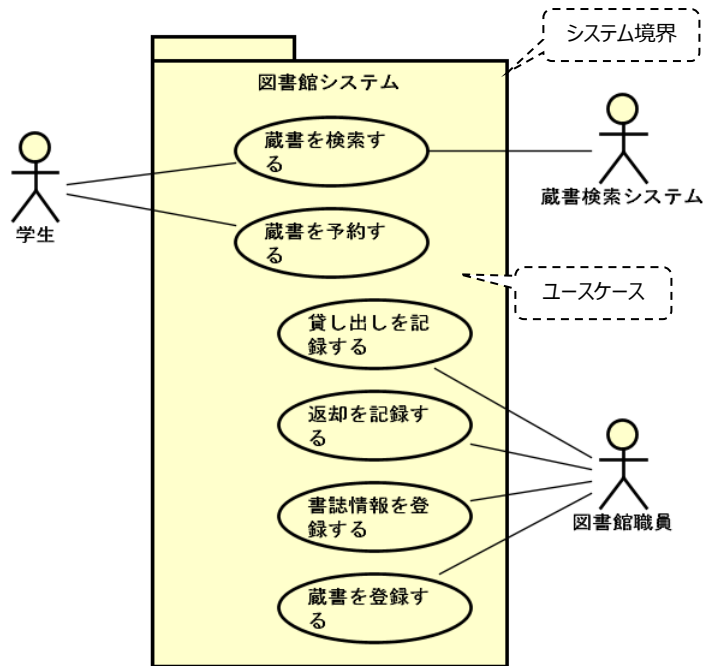 システム境界
図書館システム
蔵書を検索す
る
蔵書検索システム
学生
蔵書を予約す
る
ユースケース
貸し出しを記
録する
返却を記録す
る
図書館職員
書誌情報を登
録する
蔵書を登録す
る